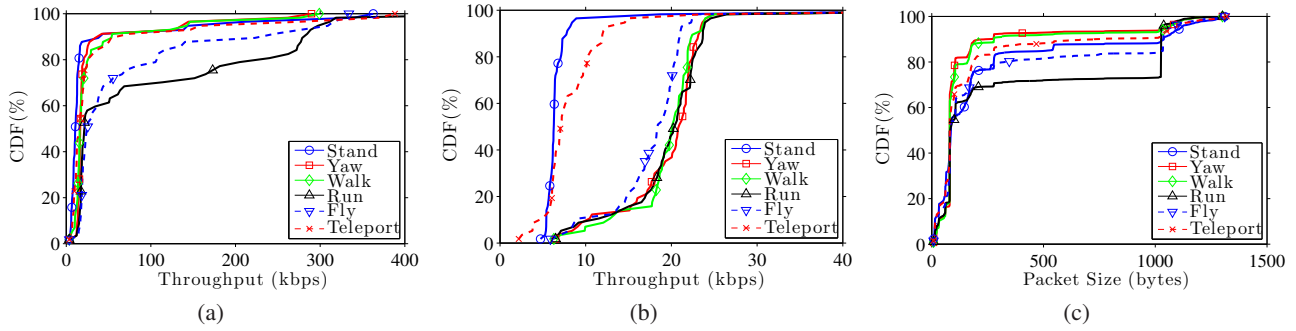 100
80
60
40
20
0
CDF(%)
0 100 200 300 400
Throughput (kbps)
Stand
Yaw
Walk
Run
Fly
Teleport
(a)
100
80
60
40
20
0
CDF(%)
0 10 20 30 40
Throughput (kbps)
Stand
Yaw
Walk
Run
Fly
Teleport
(b)
100
80
60
40
20
0
CDF(%)
0 500 1000 1500
Packet Size (bytes)
Stand
Yaw
Walk
Run
Fly
Teleport
(c)